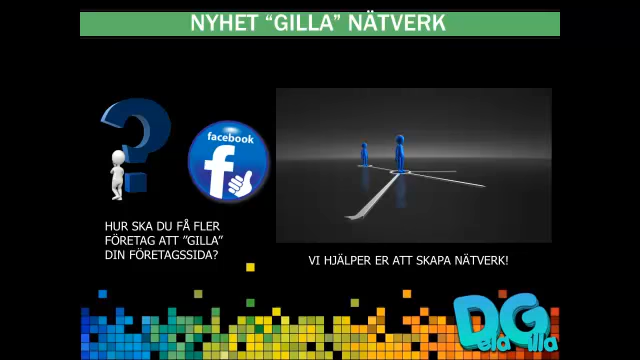 NYHET “GILLA” NÄTVERK
facebook
f
HUR SKA DU FÅ FLER
FÖRETAG ATT ”GILLA”
DIN FÖRETAGSSIDA?
VI HJÄLPER ER ATT SKAPA NÄTVERK!
Dela Gilla